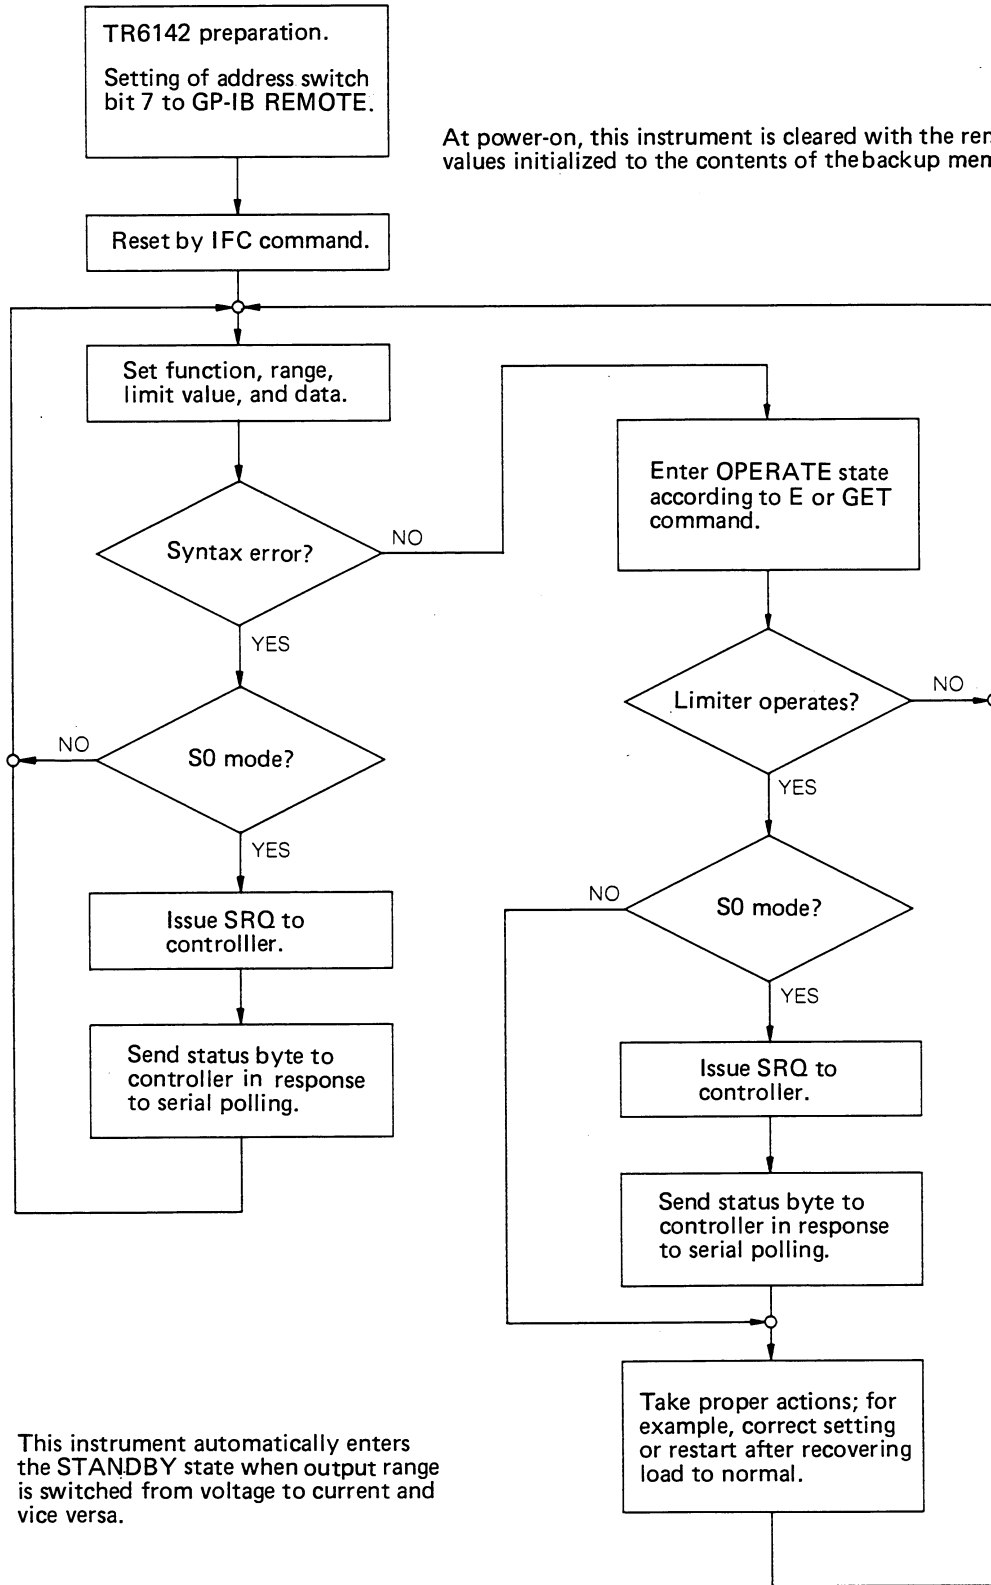 TR6142 preparation.
Setting of address switch
bit 7 to GP-IB REMOTE.
At power-on, this instrument is cleared with the
values initialized to the contents of the backup
Reset by IFC command.
Set function, range,
limit value, and data.
Syntax error?
NO
YES
S0 mode?
NO
YES
Issue SRQ to
controlller.
Send status byte to
controller in response
to serial polling.
Enter OPERATE state
according to E or GET
command.
Limiter operates?
NO
YES
S0 mode?
NO
YES
Issue SRQ to
controller.
Send status byte to
controller in response
to serial polling.
Take proper actions; for
example, correct setting
or restart after recovering
load to normal.
This instrument automatically enters
the STANDBY state when output range
is switched from voltage to current and
vice versa.